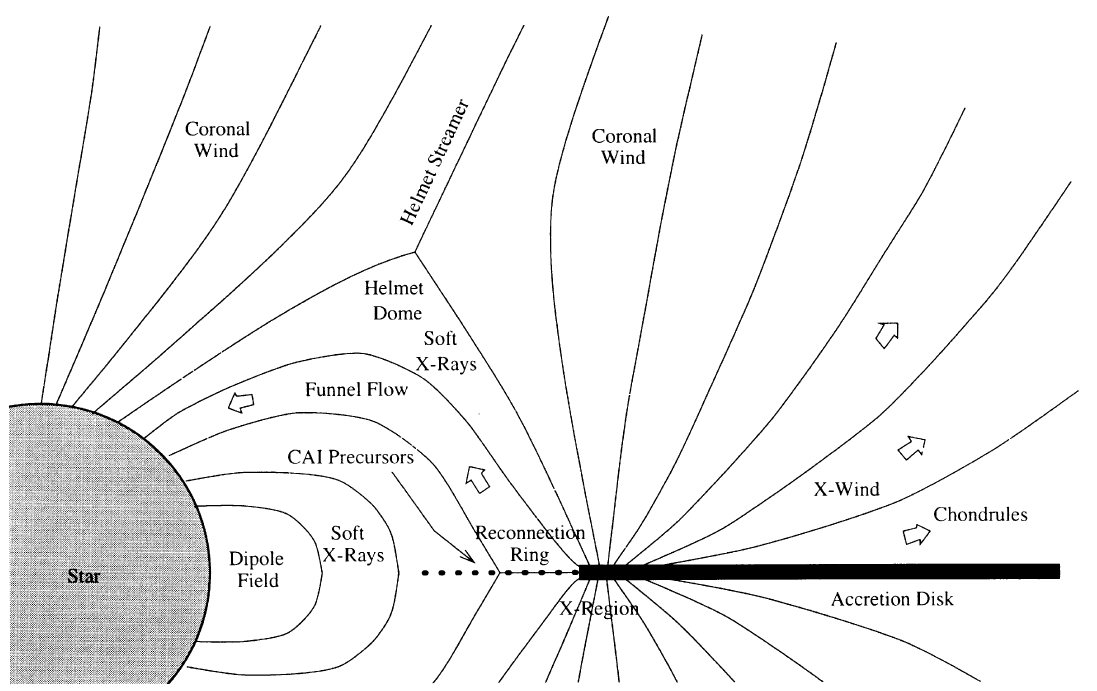 Coronal
Wind
Helmet Streamer
Coronal
Wind
Helmet
Dome
Soft
X-Rays
Funnel Flow
CAI Precursors
X-Wind
Chondrules
Reconnection
Ring
Soft
X-Rays
Dipole
Field
Star
X-Region
Accretion Disk